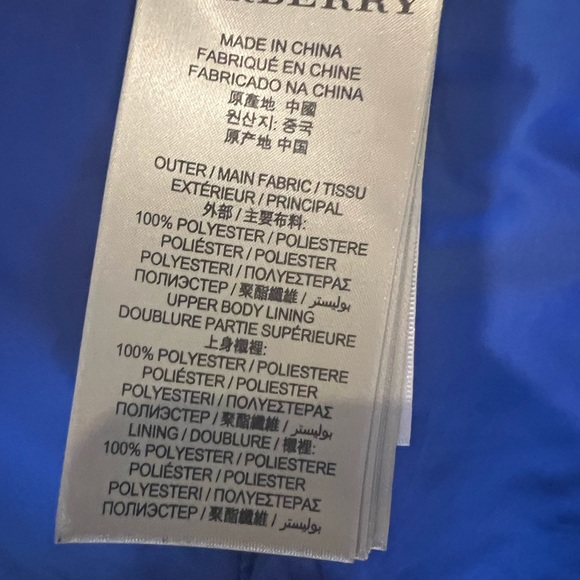 BERRY
MADE IN CHINA
FABRIQUÉ EN CHINE
FABRICADO NA CHINA
原產地 中國
원산지: 중국
原产地 中国
OUTER / MAIN FABRIC / TISSU
EXTÉRIEUR / PRINCIPAL
外部 / 主要布料:
100% POLYESTER / POLIESTERE
POLIÉSTER / POLIESTER
POLYESTERI / ΠΟΛΥΕΣΤΕΡΑΣ
ПОЛИЭСТЕР / 聚酯纖維 / بوليستر
UPPER BODY LINING
DOUBLURE PARTIE SUPÉRIEURE
上身襯裡:
100% POLYESTER / POLIESTERE
POLIÉSTER / POLIESTER
POLYESTERI / ΠΟΛΥΕΣΤΕΡΑΣ
ПОЛИЭСТЕР / 聚酯纖維 / بوليستر
LINING / DOUBLURE / 襯裡:
100% POLYESTER / POLIESTERE
POLIÉSTER / POLIESTER
POLYESTERI / ΠΟΛΥΕΣΤΕΡΑΣ
ПОЛИЭСТЕР / 聚酯纖維 / بوليستر